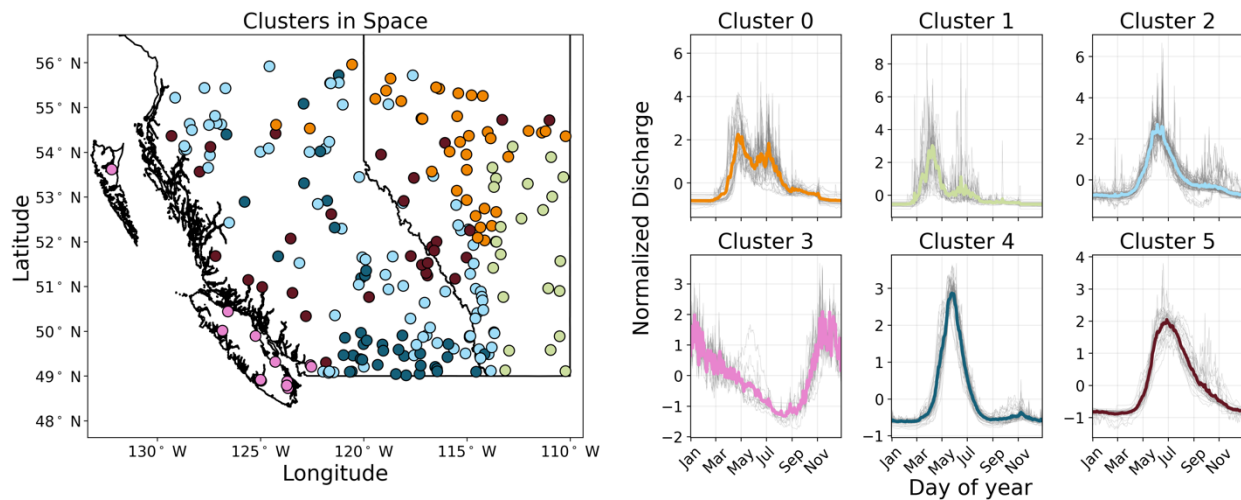 Clusters in Space
56° N
55° N
54° N
53° N
52° N
51° N
50° N
49° N
48° N
Latitude
130° W
125° W
120° W
115° W
110° W
Longitude
Normalized Discharge
Cluster 0
6
4
2
0
Cluster 1
8
6
4
2
0
Cluster 2
6
4
2
0
Cluster 3
3
2
1
0
−1
−2
Jan
Mar
May
Jul
Sep
Nov
Cluster 4
3
2
1
0
−1
Jan
Mar
May
Jul
Sep
Nov
Cluster 5
4
3
2
1
0
−1
Jan
Mar
May
Jul
Sep
Nov
Day of year